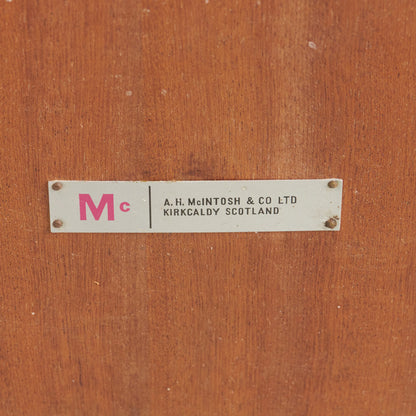 Mc
A.H. McINTOSH & CO LTD
KIRKCALDY SCOTLAND